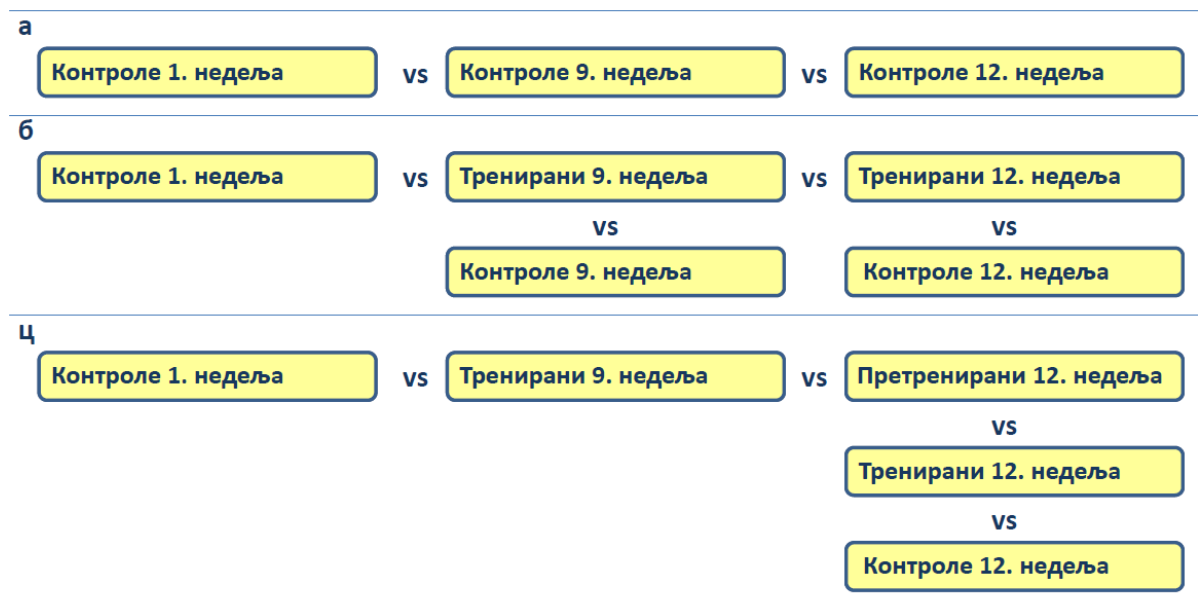 а
Контроле 1. недеља vs Контроле 9. недеља vs Контроле 12. недеља
б
Контроле 1. недеља vs Тренирани 9. недеља vs Тренирани 12. недеља
vs vs
Контроле 9. недеља Контроле 12. недеља
ц
Контроле 1. недеља vs Тренирани 9. недеља vs Претренирани 12. недеља
vs
Тренирани 12. недеља
vs
Контроле 12. недеља